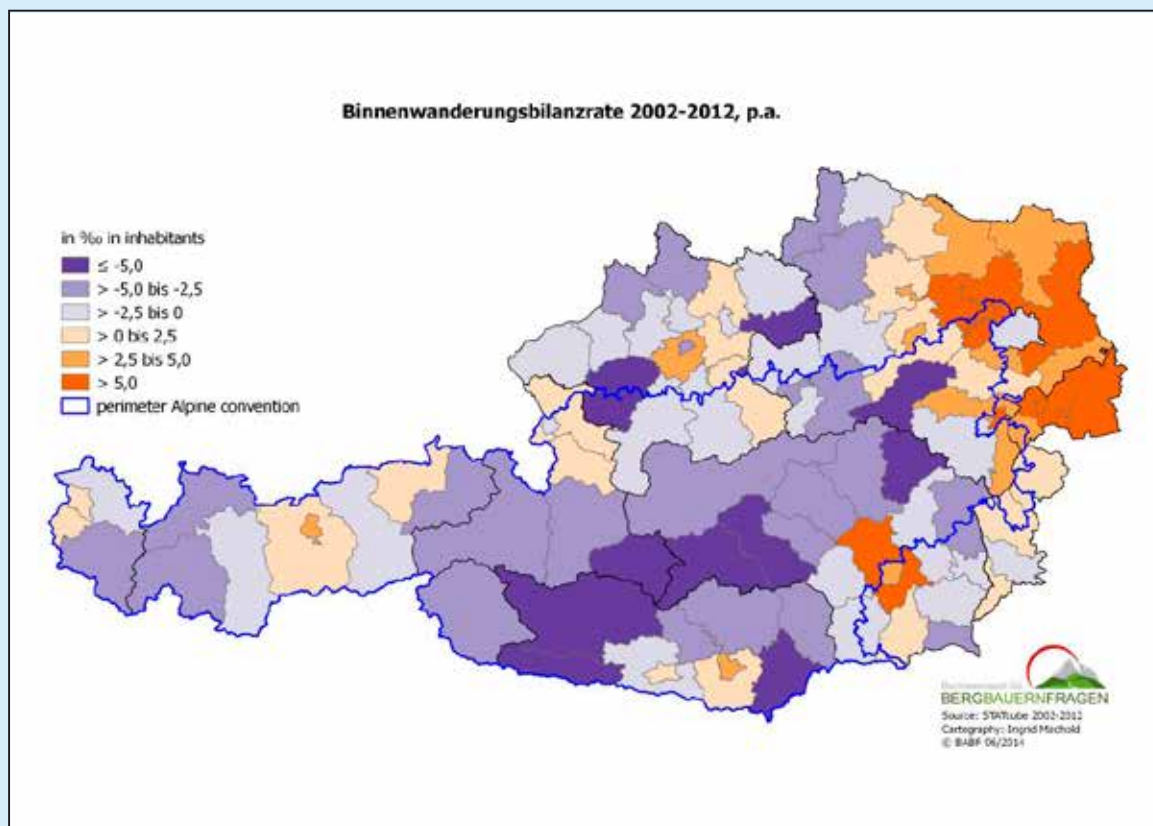 Binnenwanderungsbilanzrate 2002-2012, p.a.
in ‰ in inhabitants
≤ -5,0
> -5,0 bis -2,5
> -2,5 bis 0
> 0 bis 2,5
> 2,5 bis 5,0
> 5,0
perimeter Alpine convention
Bundesanstalt für
BERGBAUERNFRAGEN
Source: STATcube 2002-2012
Cartography: Ingrid Machold
© BABF 06/2014